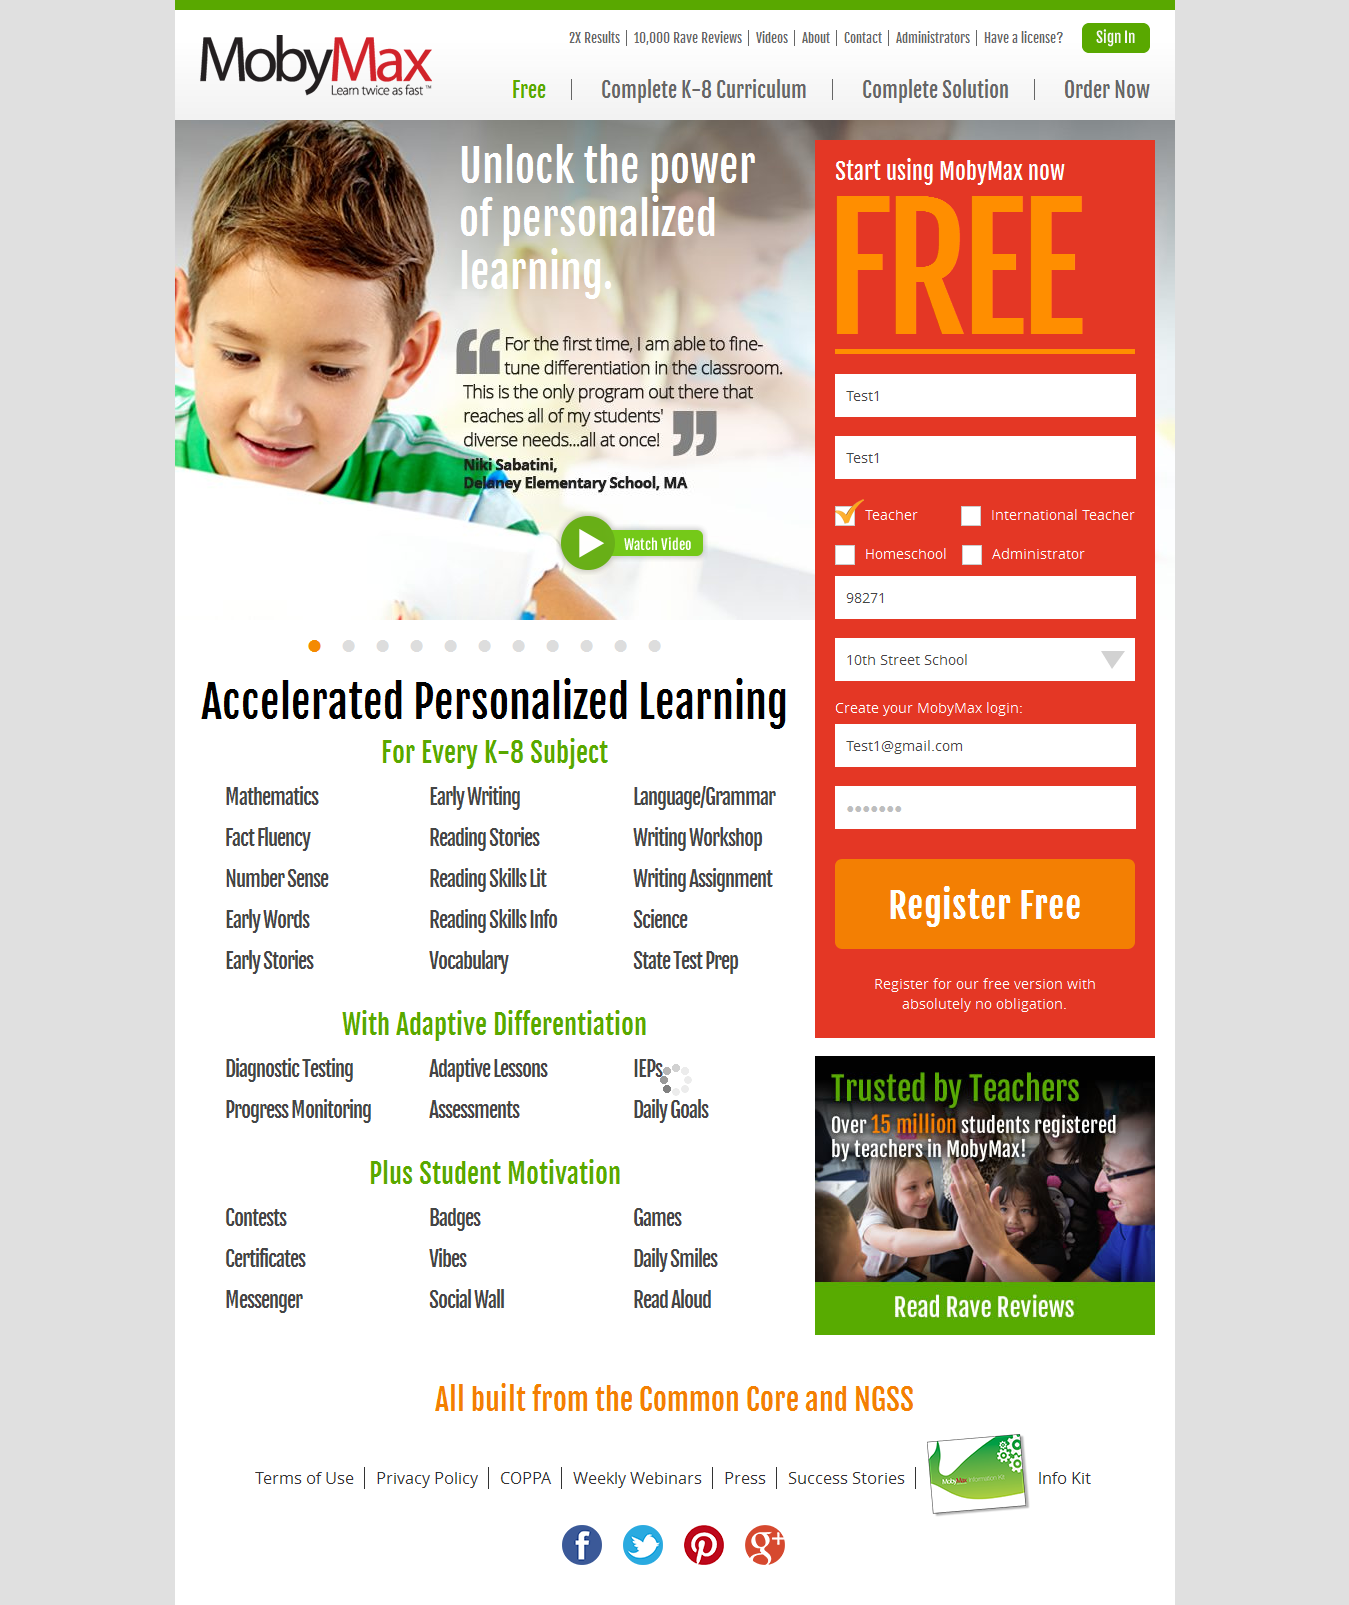 MobyMax
Learn twice as fast™
2X Results | 10,000 Rave Reviews | Videos | About | Contact | Administrators | Have a license?
Sign In
Free | Complete K-8 Curriculum | Complete Solution | Order Now
Unlock the power
of personalized
learning.
“ For the first time, I am able to fine-
tune differentiation in the classroom.
This is the only program out there that
reaches all of my students'
diverse needs...all at once! ”
Niki Sabatini,
Delaney Elementary School, MA
Watch Video
Start using MobyMax now
FREE
Test1
Test1
Teacher
International Teacher
Homeschool
Administrator
98271
10th Street School
Create your MobyMax login:
Test1@gmail.com
•••••••
Register Free
Register for our free version with
absolutely no obligation.
Accelerated Personalized Learning
For Every K-8 Subject
Mathematics Early Writing Language/Grammar
Fact Fluency Reading Stories Writing Workshop
Number Sense Reading Skills Lit Writing Assignment
Early Words Reading Skills Info Science
Early Stories Vocabulary State Test Prep
With Adaptive Differentiation
Diagnostic Testing Adaptive Lessons IEPs
Progress Monitoring Assessments Daily Goals
Plus Student Motivation
Contests Badges Games
Certificates Vibes Daily Smiles
Messenger Social Wall Read Aloud
Trusted by Teachers
Over 15 million students registered
by teachers in MobyMax!
Read Rave Reviews
All built from the Common Core and NGSS
Terms of Use | Privacy Policy | COPPA | Weekly Webinars | Press | Success Stories |
MobyMax Information Kit
Info Kit
f
g+